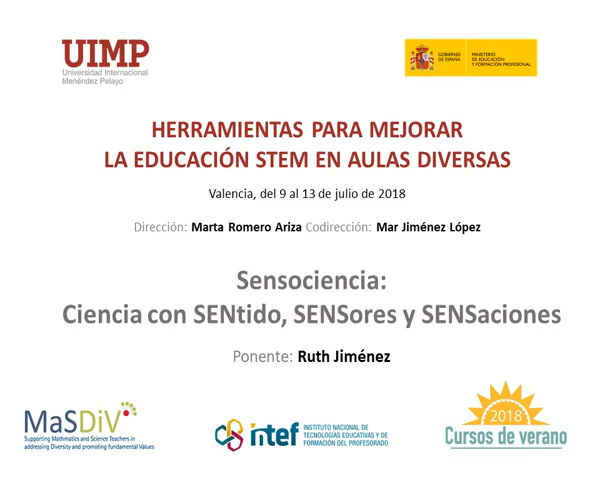 UIMP
Universidad Internacional
Menéndez Pelayo
GOBIERNO
DE ESPAÑA
MINISTERIO
DE EDUCACIÓN
Y FORMACIÓN PROFESIONAL
HERRAMIENTAS PARA MEJORAR
LA EDUCACIÓN STEM EN AULAS DIVERSAS
Valencia, del 9 al 13 de julio de 2018
Dirección: Marta Romero Ariza Codirección: Mar Jiménez López
Sensociencia:
Ciencia con SENtido, SENSores y SENSaciones
Ponente: Ruth Jiménez
MaSDiV
Supporting Mathmatics and Science Teachers in
addressing Diversity and promoting fundamental Values
intef
INSTITUTO NACIONAL DE
TECNOLOGÍAS EDUCATIVAS Y DE
FORMACIÓN DEL PROFESORADO
2018
Cursos de verano